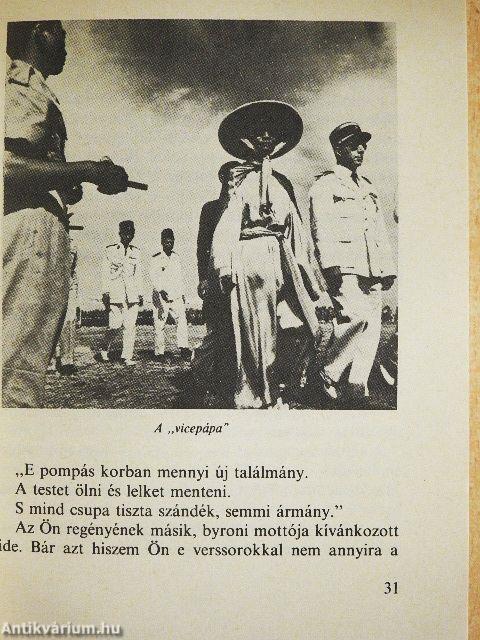 A ,,vicepápa"
„E pompás korban mennyi új találmány.
A testet ölni és lelket menteni.
S mind csupa tiszta szándék, semmi ármány.”
Az Ön regényének másik, byroni mottója kívánkozott
ide. Bár azt hiszem Ön e verssorokkal nem annyira a
31
Antikvárium.hu